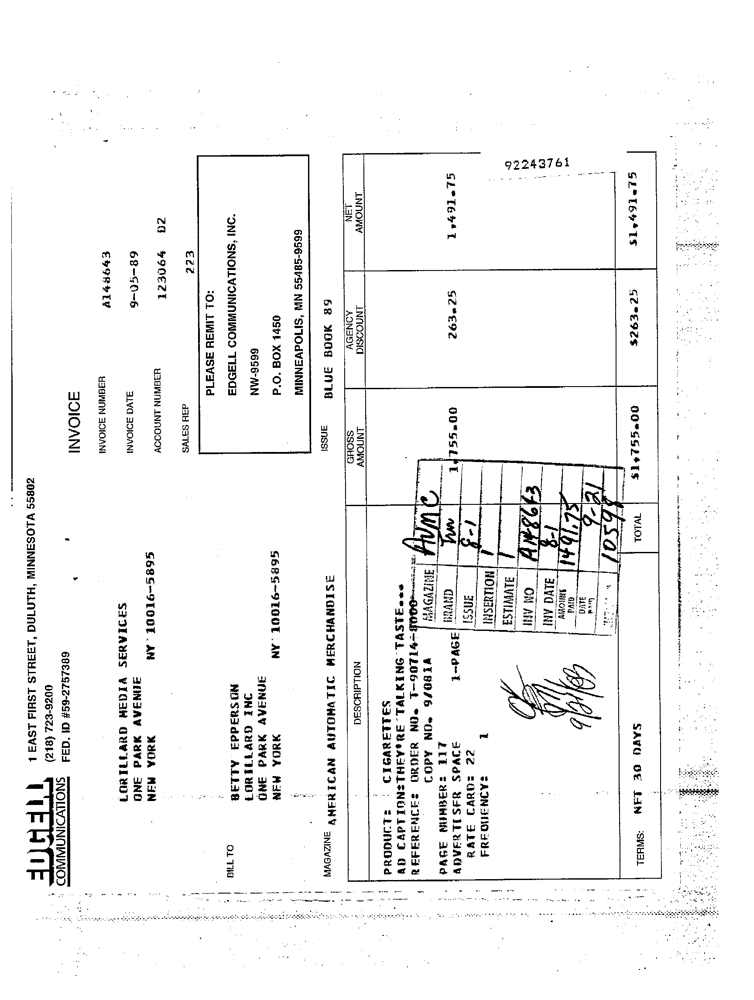 EDGELL
COMMUNICATIONS
1 EAST FIRST STREET, DULUTH, MINNESOTA 55802
(218) 723-9200
FED. ID #59-2757389
INVOICE
LORILLARD MEDIA SERVICES
ONE PARK AVENUE
NEW YORK NY 10016-5895
INVOICE NUMBER A148643
INVOICE DATE 9-05-89
ACCOUNT NUMBER 123064 D2
SALES REP 223
BILL TO
BETTY EPPERSON
LORILLARD INC
ONE PARK AVENUE
NEW YORK NY 10016-5895
PLEASE REMIT TO:
EDGELL COMMUNICATIONS, INC.
NW-9599
P.O. BOX 1450
MINNEAPOLIS, MN 55485-9599
MAGAZINE AMERICAN AUTOMATIC MERCHANDISE
ISSUE BLUE BOOK 89
DESCRIPTION GROSS AMOUNT AGENCY DISCOUNT NET AMOUNT
PRODUCT: CIGARETTES
AD CAPTION:THEY'RE TALKING TASTE...
REFERENCE: ORDER NO. T-90714-
COPY NO. 9/081A
PAGE NUMBER: 117
ADVERTISER SPACE 1-PAGE 1,755.00 263.25 1,491.75
RATE CARD: 22
FREQUENCY: 1
MAGAZINE AVMC
BRAND
ISSUE 8-1
INSERTION 1
ESTIMATE 1
INV NO A148643
INV DATE 8-1
AMOUNT PAID 1491.75
DATE PAID 9-21
10598
OK
92243761
TERMS: NET 30 DAYS
TOTAL $1,755.00 $263.25 $1,491.75